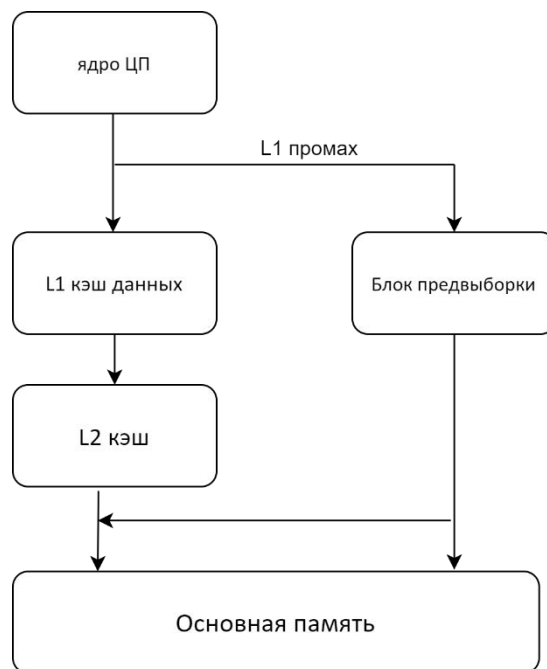 ядро ЦП
L1 промах
L1 кэш данных
Блок предвыборки
L2 кэш
Основная память